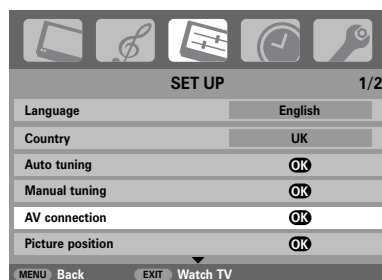 SET UP 1/2
Language English
Country UK
Auto tuning OK
Manual tuning OK
AV connection OK
Picture position OK
MENU Back EXIT Watch TV